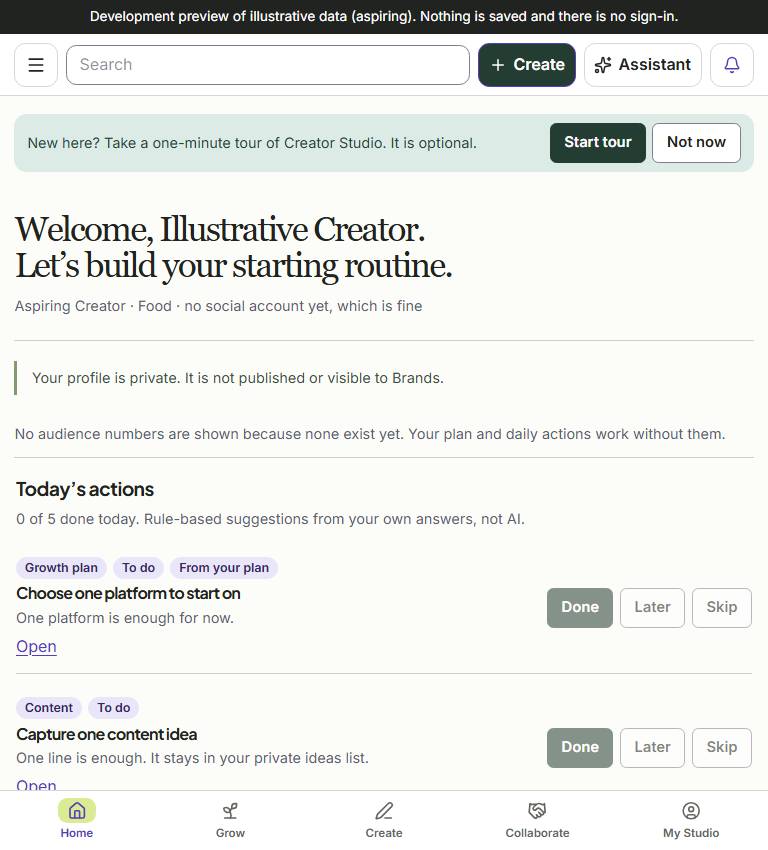 Development preview of illustrative data (aspiring). Nothing is saved and there is no sign-in.
Search
Create
Assistant
New here? Take a one-minute tour of Creator Studio. It is optional.
Start tour
Not now
Welcome, Illustrative Creator.
Let’s build your starting routine.
Aspiring Creator · Food · no social account yet, which is fine
Your profile is private. It is not published or visible to Brands.
No audience numbers are shown because none exist yet. Your plan and daily actions work without them.
Today’s actions
0 of 5 done today. Rule-based suggestions from your own answers, not AI.
Growth plan To do From your plan
Choose one platform to start on
One platform is enough for now.
Open
Done Later Skip
Content To do
Capture one content idea
One line is enough. It stays in your private ideas list.
Open
Done Later Skip
Home Grow Create Collaborate My Studio